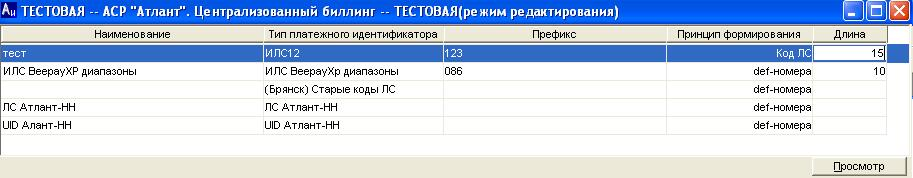 Аи ТЕСТОВАЯ -- АСР "Атлант". Централизованный биллинг -- ТЕСТОВАЯ(режим редактирования)
Наименование Тип платежного идентификатора Префикс Принцип формирования Длина
тест ИЛС12 123 Код ЛС 15
ИЛС ВеерауХР диапазоны ИЛС ВеерауХр диапазоны 086 def-номера 10
(Брянск) Старые коды ЛС def-номера
ЛС Атлант-НН ЛС Атлант-НН def-номера
UID Алант-НН UID Атлант-НН def-номера
Просмотр